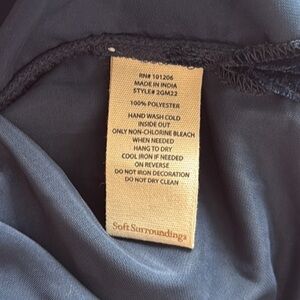 RN# 101206
MADE IN INDIA
STYLE# 2GM22
100% POLYESTER
HAND WASH COLD
INSIDE OUT
ONLY NON-CHLORINE BLEACH
WHEN NEEDED
HANG TO DRY
COOL IRON IF NEEDED
ON REVERSE
DO NOT IRON DECORATION
DO NOT DRY CLEAN
Soft Surroundings